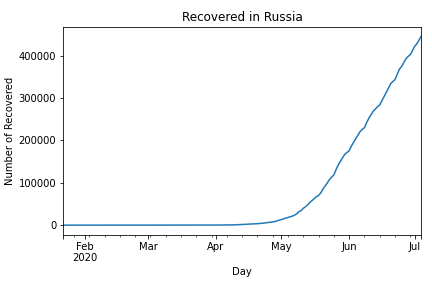 Recovered in Russia
Number of Recovered
400000
300000
200000
100000
0
Feb Mar Apr May Jun Jul
2020
Day